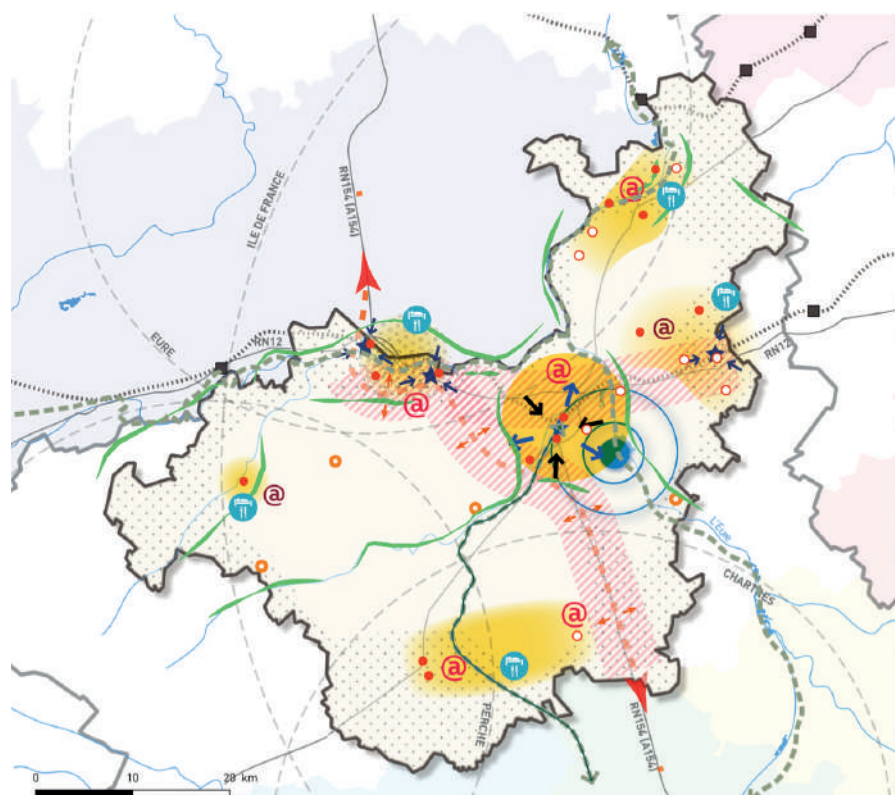 RN154 (A154)
ILE DE FRANCE
@
EURE
RN12
@
RN12
@
@
@
L'Eure
CHARTRES
@
@
PERCHE
RN154 (A154)
0 10 20 km